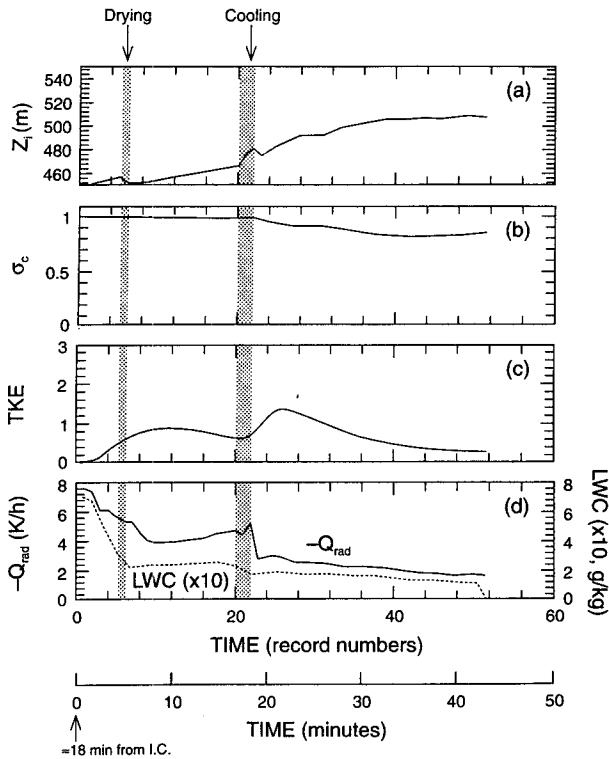 Drying Cooling
540
520
500
480
460
Z_i (m)
(a)
1
0.5
0
σ_c
(b)
3
2
1
0
TKE
(c)
8
6
4
2
0
−Q_rad (K/h)
(d)
−Q_rad
LWC (x10)
8
6
4
2
0
LWC (x10, g/kg)
0 20 40 60
TIME (record numbers)
0 10 20 30 40 50
TIME (minutes)
≈18 min from I.C.